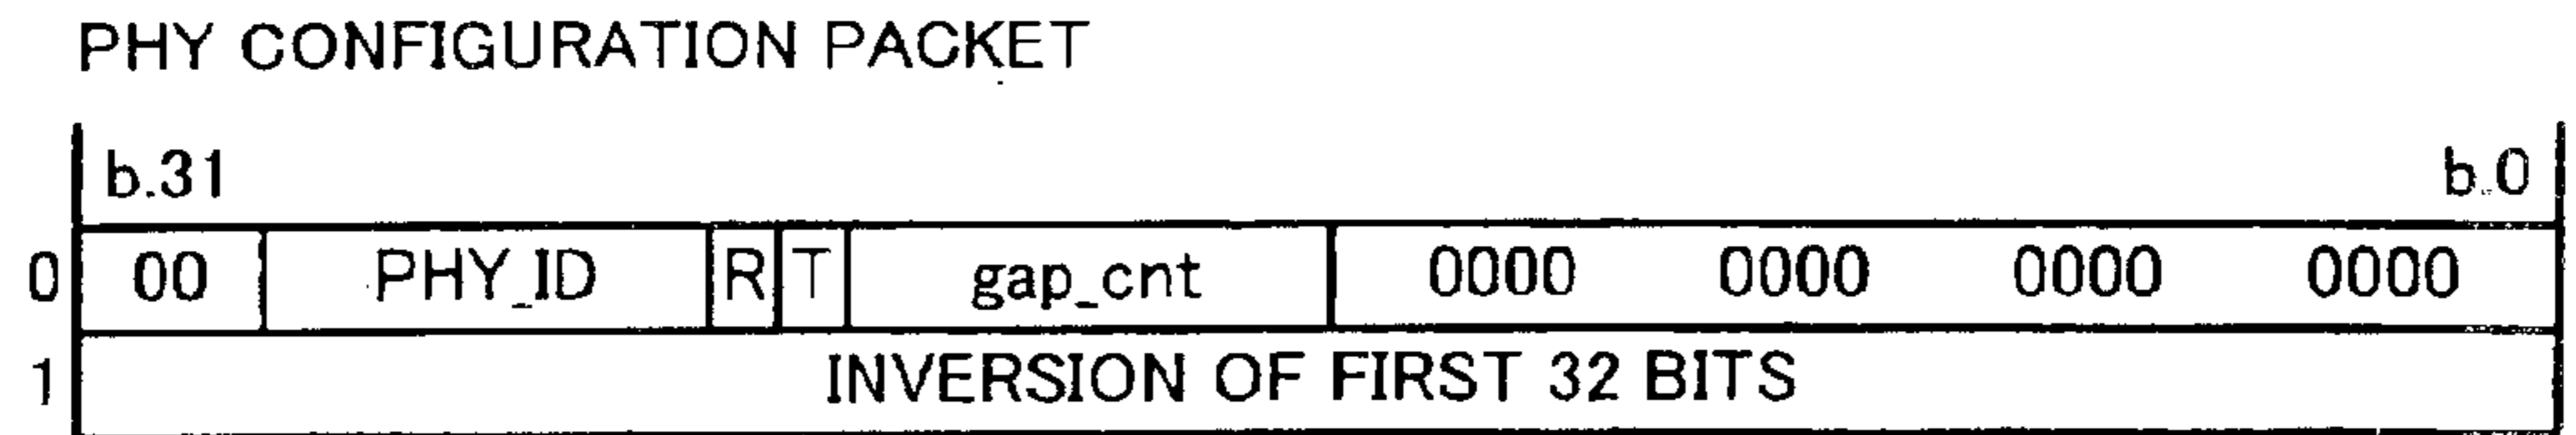 PHY CONFIGURATION PACKET
b.31 b.0
0 00 PHY_ID R T gap_cnt 0000 0000 0000 0000
1 INVERSION OF FIRST 32 BITS